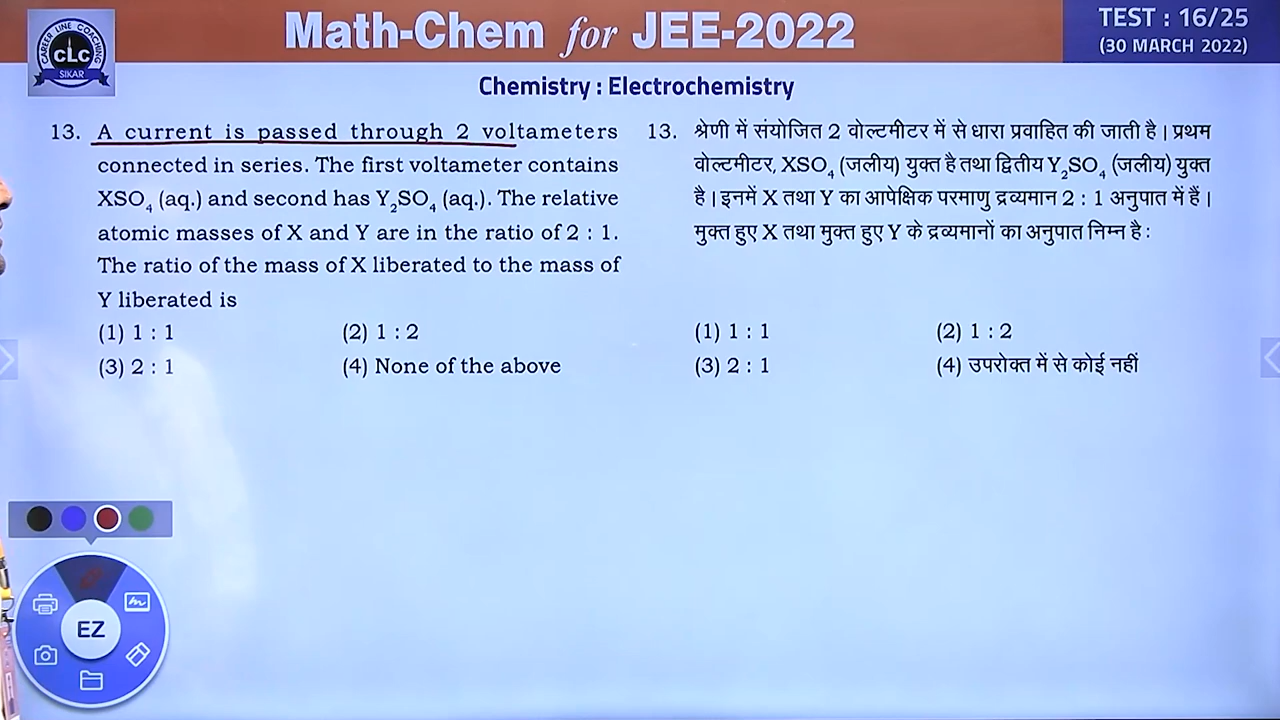 CAREER LINE COACHING
CLC
SIKAR
Math-Chem for JEE-2022
TEST : 16/25
(30 MARCH 2022)
Chemistry : Electrochemistry
13. A current is passed through 2 voltameters
connected in series. The first voltameter contains
XSO₄ (aq.) and second has Y₂SO₄ (aq.). The relative
atomic masses of X and Y are in the ratio of 2 : 1.
The ratio of the mass of X liberated to the mass of
Y liberated is
(1) 1 : 1 (2) 1 : 2
(3) 2 : 1 (4) None of the above
13. श्रेणी में संयोजित 2 वोल्टमीटर में से धारा प्रवाहित की जाती है। प्रथम
वोल्टमीटर, XSO₄ (जलीय) युक्त है तथा द्वितीय Y₂SO₄ (जलीय) युक्त
है। इनमें X तथा Y का आपेक्षिक परमाणु द्रव्यमान 2 : 1 अनुपात में हैं।
मुक्त हुए X तथा मुक्त हुए Y के द्रव्यमानों का अनुपात निम्न है :
(1) 1 : 1 (2) 1 : 2
(3) 2 : 1 (4) उपरोक्त में से कोई नहीं
EZ